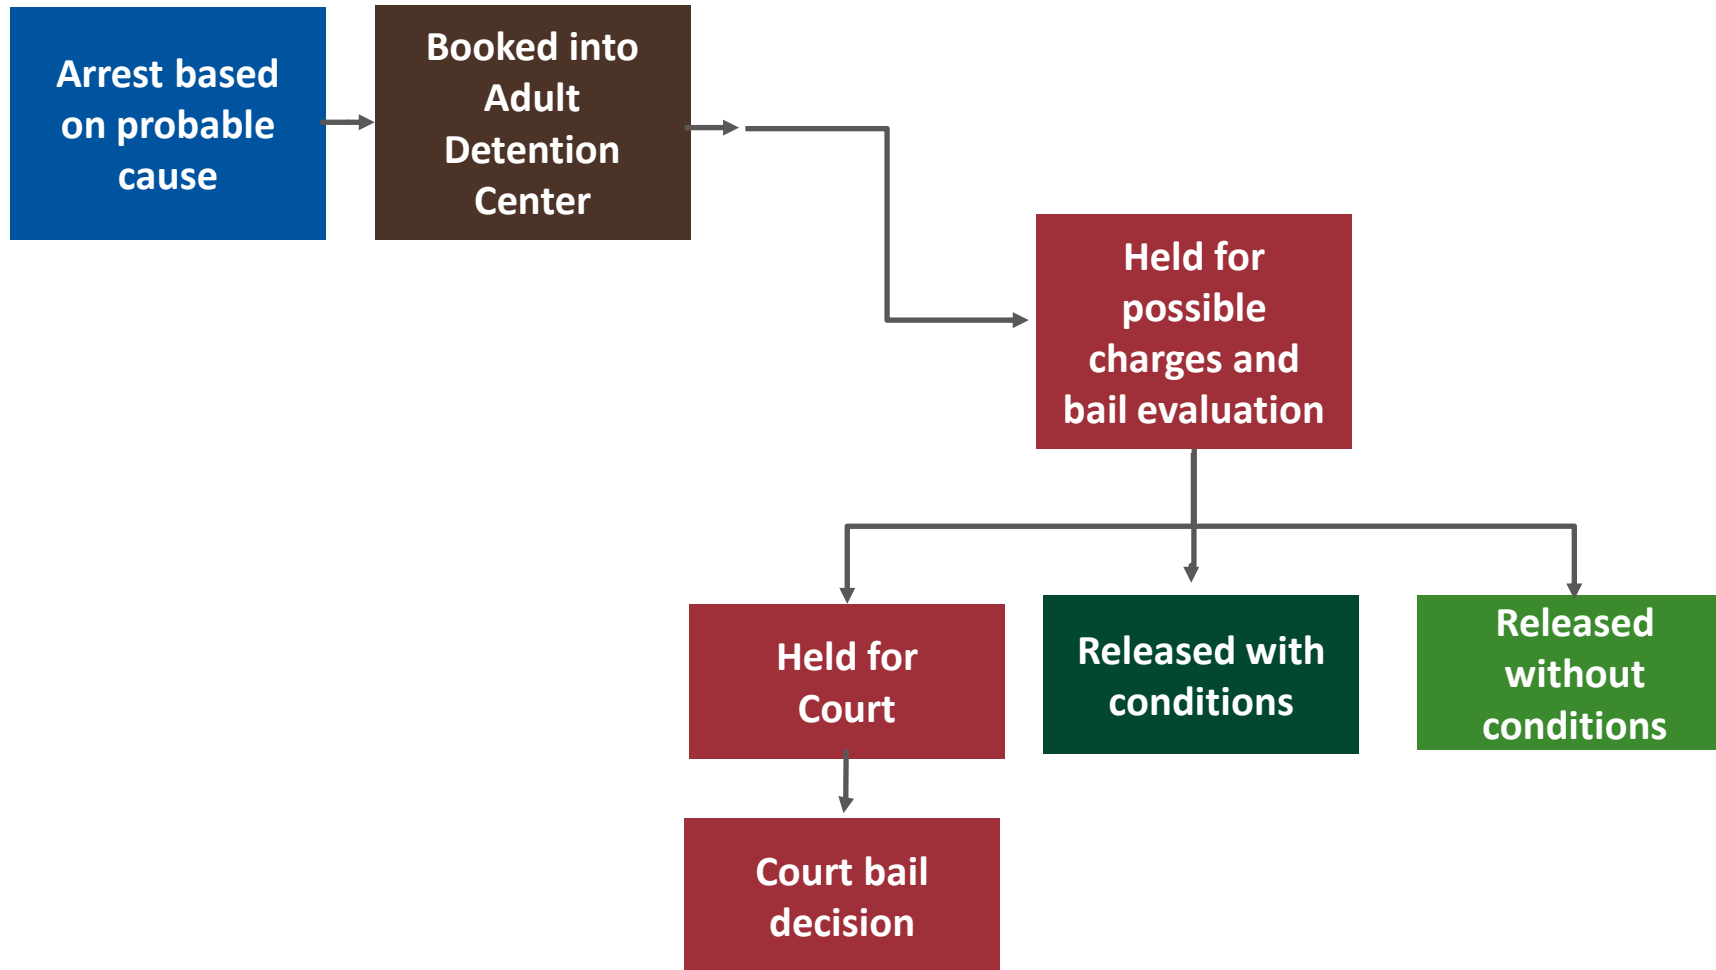 Arrest based
on probable
cause
Booked into
Adult
Detention
Center
Held for
possible
charges and
bail evaluation
Held for
Court
Released with
conditions
Released
without
conditions
Court bail
decision